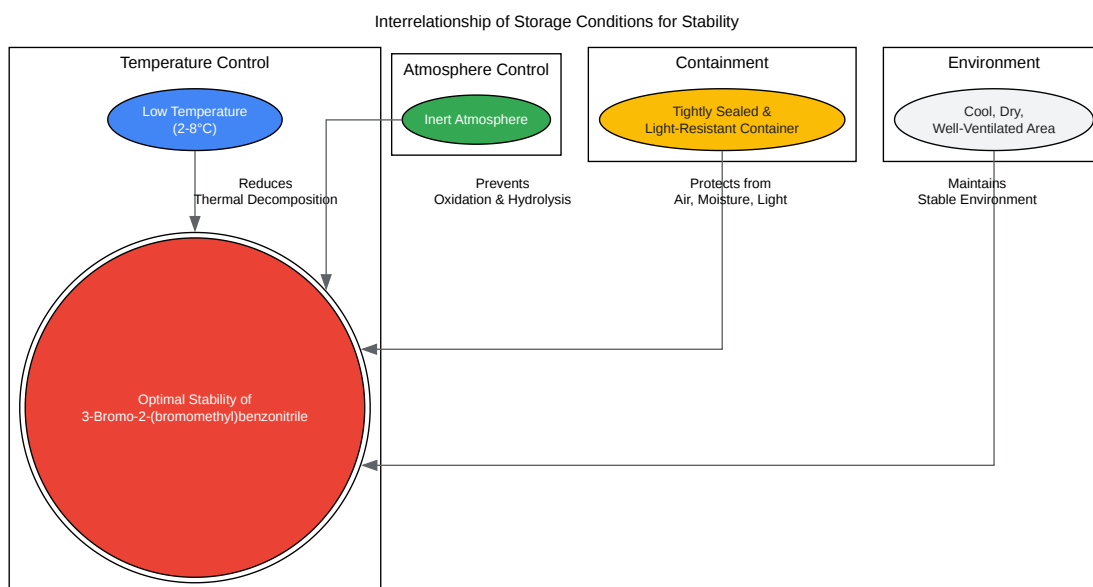 Interrelationship of Storage Conditions for Stability
Temperature Control
Low Temperature
(2-8°C)
Atmosphere Control
Inert Atmosphere
Containment
Tightly Sealed &
Light-Resistant Container
Environment
Cool, Dry,
Well-Ventilated Area
Reduces
Thermal Decomposition
Prevents
Oxidation & Hydrolysis
Protects from
Air, Moisture, Light
Maintains
Stable Environment
Optimal Stability of
3-Bromo-2-(bromomethyl)benzonitrile